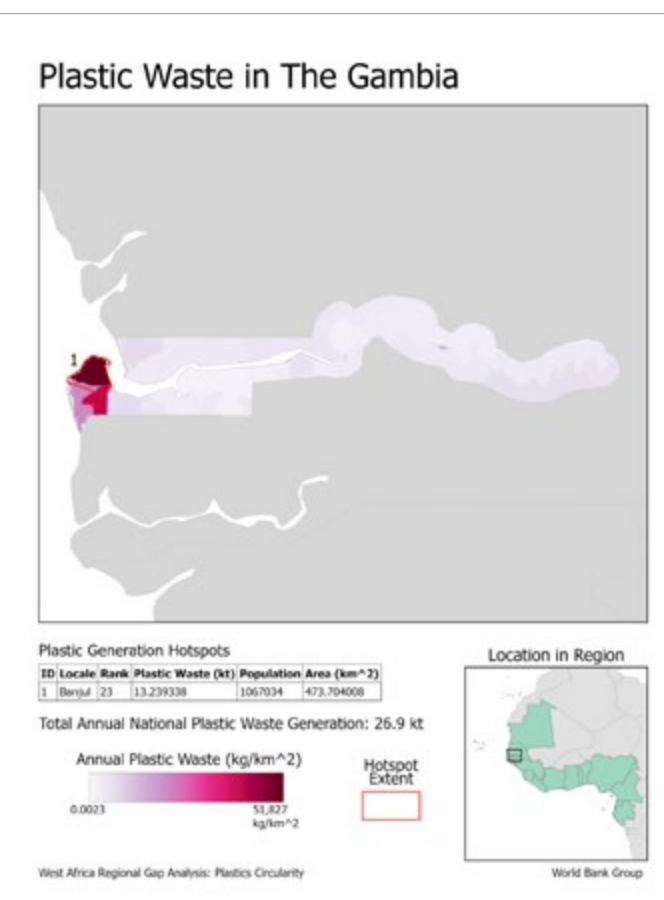 Plastic Waste in The Gambia
1
Plastic Generation Hotspots
ID Locale Rank Plastic Waste (kt) Population Area (km^2)
1 Banjul 23 13.239338 1067034 473.704008
Total Annual National Plastic Waste Generation: 26.9 kt
Annual Plastic Waste (kg/km^2)
0.0023
51,827
kg/km^2
Hotspot
Extent
Location in Region
West Africa Regional Gap Analysis: Plastics Circularity
World Bank Group